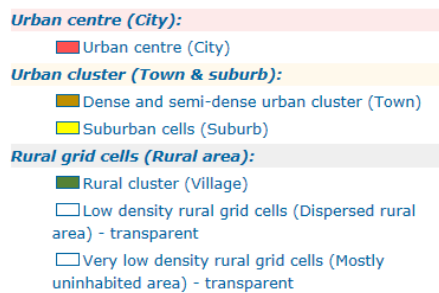 Urban centre (City):
Urban centre (City)
Urban cluster (Town & suburb):
Dense and semi-dense urban cluster (Town)
Suburban cells (Suburb)
Rural grid cells (Rural area):
Rural cluster (Village)
Low density rural grid cells (Dispersed rural
area) - transparent
Very low density rural grid cells (Mostly
uninhabited area) - transparent